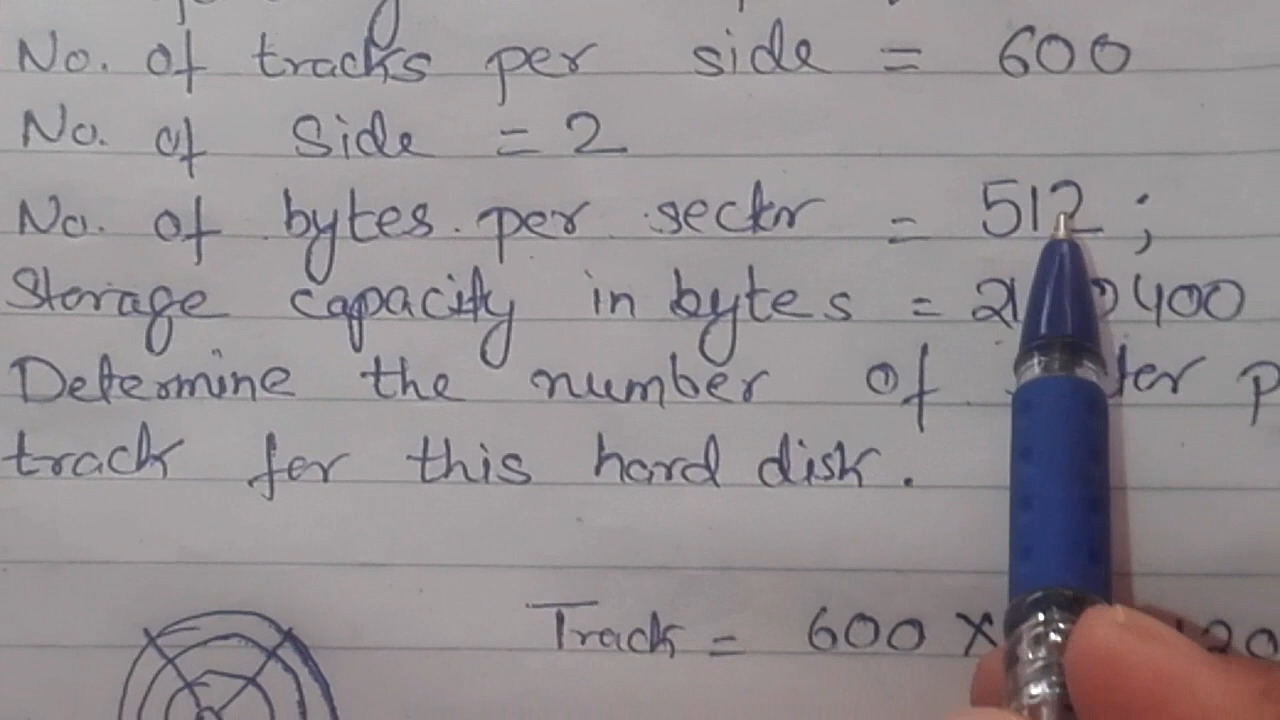 No. of tracks per side = 600
No. of Side = 2
No. of bytes per sector = 512 ;
Storage capacity in bytes = 400
Determine the number of
track for this hard disk.
Track = 600 ×